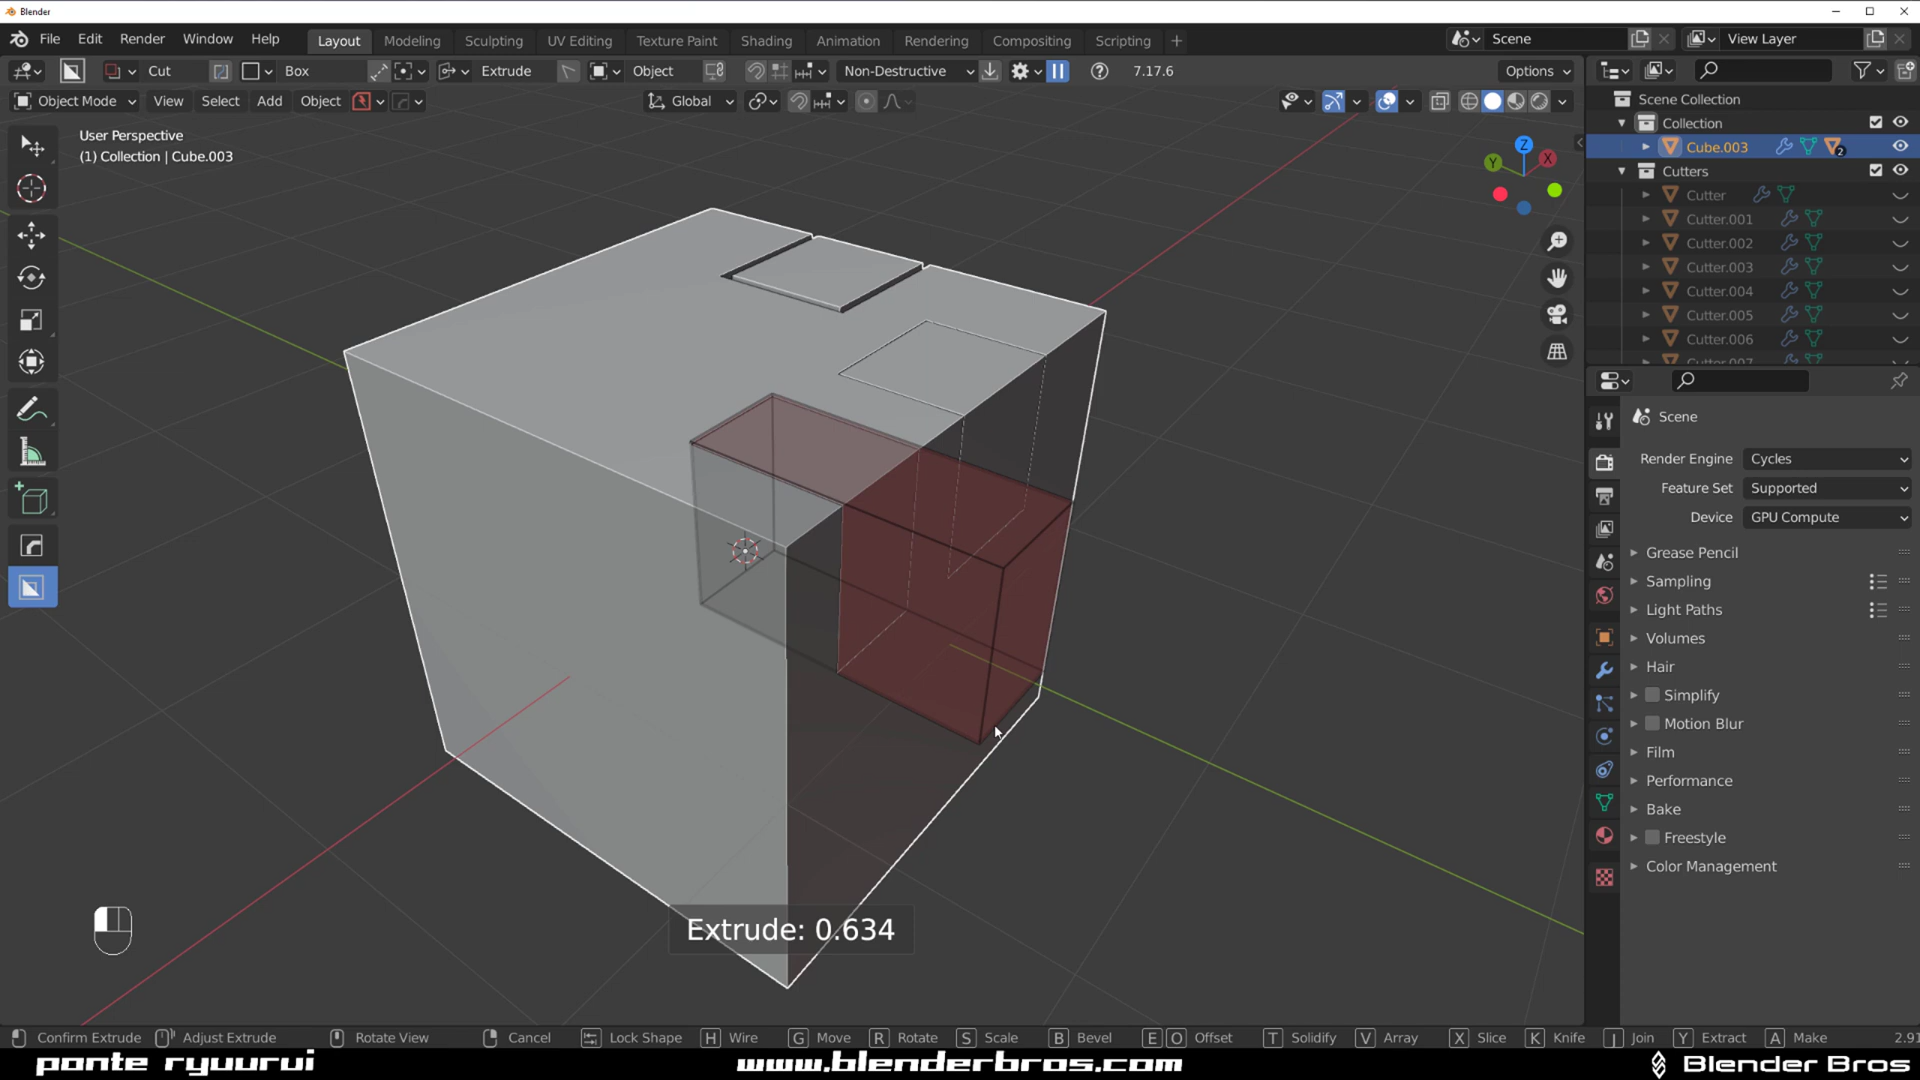 Blender
File Edit Render Window Help Layout Modeling Sculpting UV Editing Texture Paint Shading Animation Rendering Compositing Scripting + Scene View Layer
Cut Box Extrude Object Non-Destructive 7.17.6 Options
Object Mode View Select Add Object Global
User Perspective
(1) Collection | Cube.003
Z
Y
X
Scene Collection
Collection
Cube.003 2
Cutters
Cutter
Cutter.001
Cutter.002
Cutter.003
Cutter.004
Cutter.005
Cutter.006
Cutter.007
Scene
Render Engine Cycles
Feature Set Supported
Device GPU Compute
Grease Pencil
Sampling
Light Paths
Volumes
Hair
Simplify
Motion Blur
Film
Performance
Bake
Freestyle
Color Management
Extrude: 0.634
Confirm Extrude Adjust Extrude Rotate View Cancel Lock Shape H Wire G Move R Rotate S Scale B Bevel E O Offset T Solidify V Array X Slice K Knife J Join Y Extract A Make 2.91
ponte ryuurui www.blenderbros.com Blender Bros